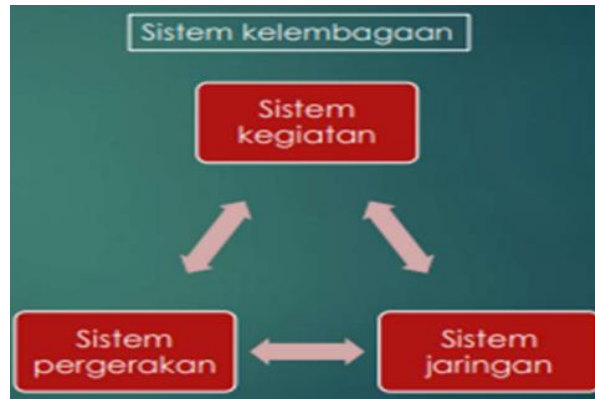 Sistem kelembagaan
Sistem
kegiatan
Sistem
pergerakan
Sistem
jaringan